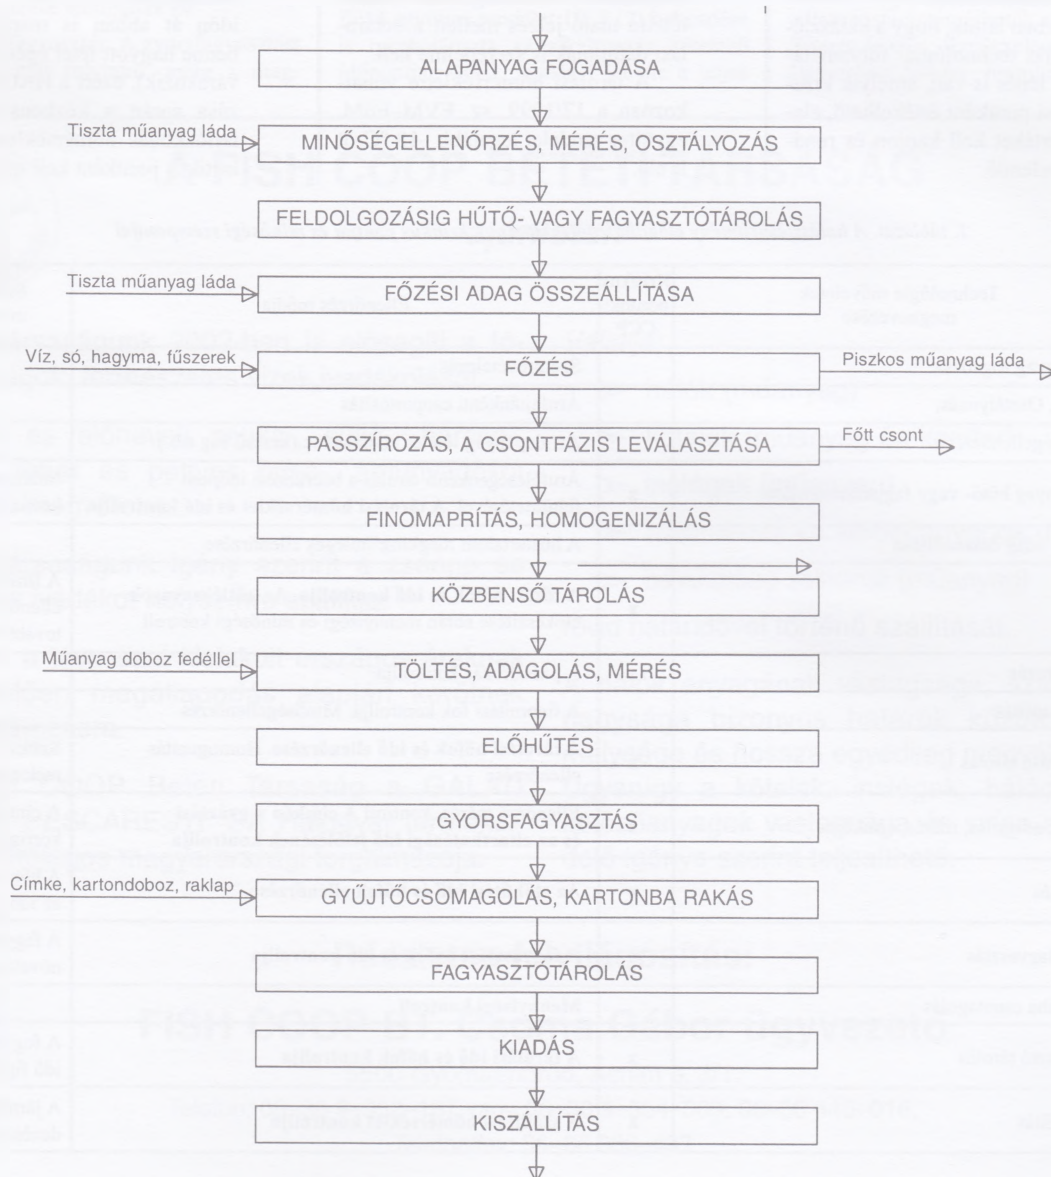 ALAPANYAG FOGADÁSA
Tiszta műanyag láda
MINŐSÉGELLENŐRZÉS, MÉRÉS, OSZTÁLYOZÁS
FELDOLGOZÁSIG HŰTŐ- VAGY FAGYASZTÓTÁROLÁS
Tiszta műanyag láda
FŐZÉSI ADAG ÖSSZEÁLLÍTÁSA
Víz, só, hagyma, fűszerek
FŐZÉS
Piszkos műanyag láda
PASSZÍROZÁS, A CSONTFÁZIS LEVÁLASZTÁSA
Főtt csont
FINOMAPRÍTÁS, HOMOGENIZÁLÁS
KÖZBENSŐ TÁROLÁS
Műanyag doboz fedéllel
TÖLTÉS, ADAGOLÁS, MÉRÉS
ELŐHŰTÉS
GYORSFAGYASZTÁS
Címke, kartondoboz, raklap
GYŰJTŐCSOMAGOLÁS, KARTONBA RAKÁS
FAGYASZTÓTÁROLÁS
KIADÁS
KISZÁLLÍTÁS